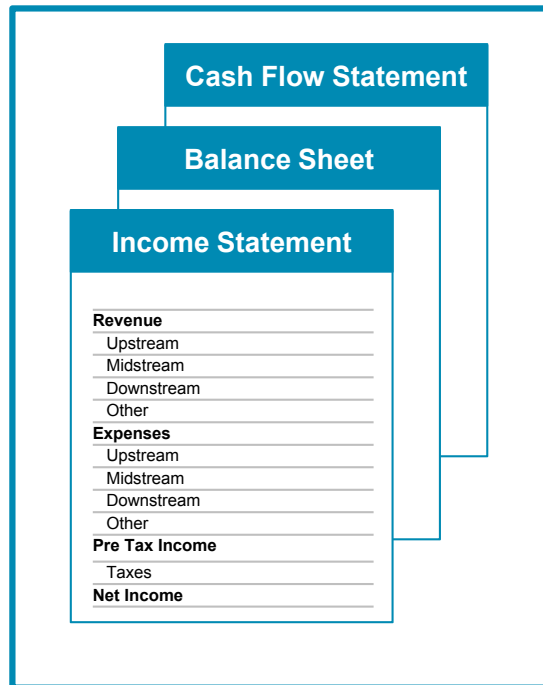 Cash Flow Statement
Balance Sheet
Income Statement
Revenue
Upstream
Midstream
Downstream
Other
Expenses
Upstream
Midstream
Downstream
Other
Pre Tax Income
Taxes
Net Income